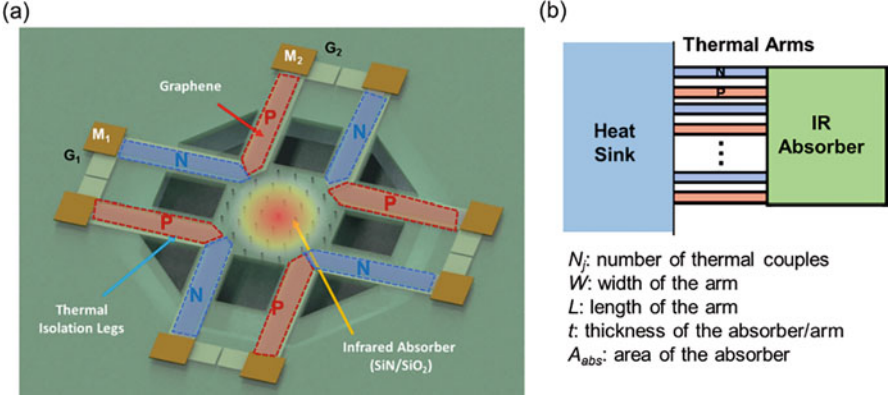 (a)
M₂
G₂
Graphene
P
N
M₁
G₁
N
P
P
N
N
P
Thermal
Isolation Legs
Infrared Absorber
(SiN/SiO₂)
(b)
Thermal Arms
N
P
Heat
Sink
IR
Absorber
Nⱼ: number of thermal couples
W: width of the arm
L: length of the arm
t: thickness of the absorber/arm
A_abs: area of the absorber